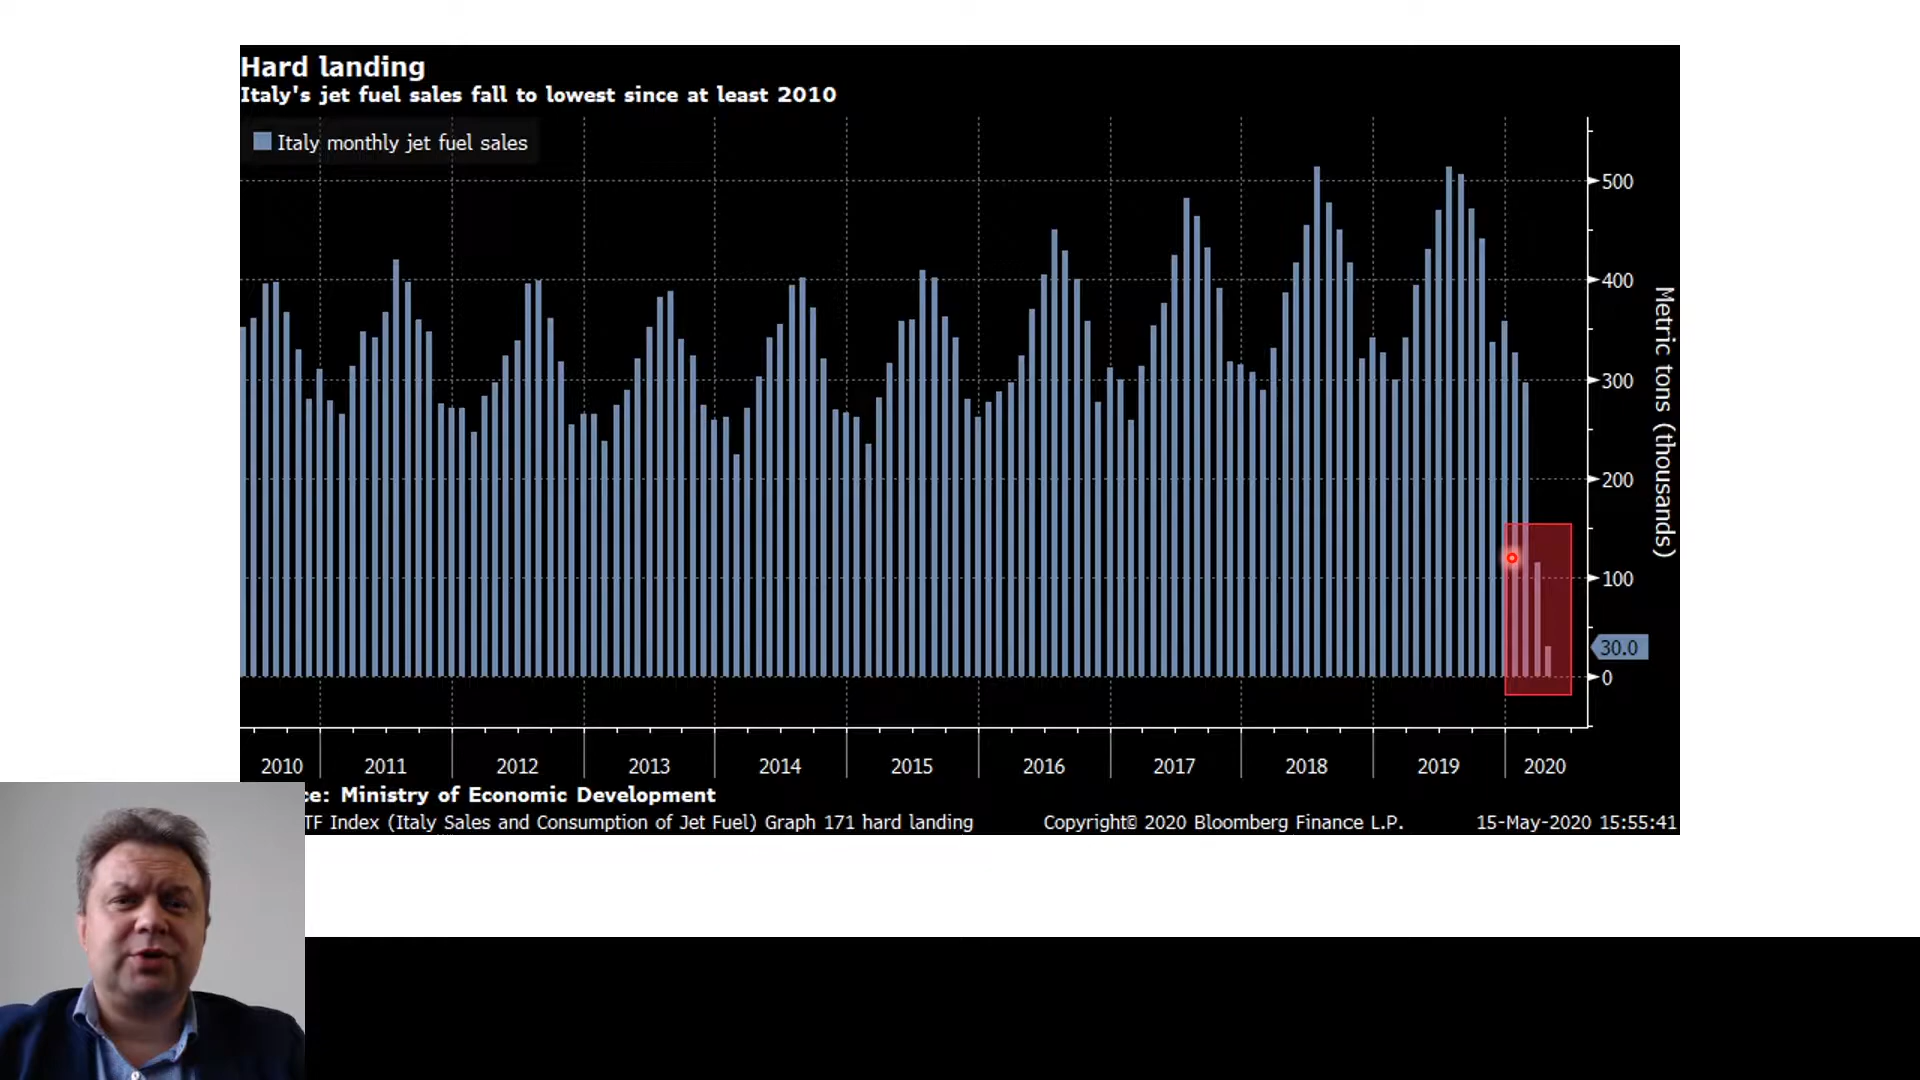 Hard landing
Italy's jet fuel sales fall to lowest since at least 2010
Italy monthly jet fuel sales
500
400
300
200
100
30.0
0
Metric tons (thousands)
2010 2011 2012 2013 2014 2015 2016 2017 2018 2019 2020
ce: Ministry of Economic Development
TF Index (Italy Sales and Consumption of Jet Fuel) Graph 171 hard landing Copyright© 2020 Bloomberg Finance L.P. 15-May-2020 15:55:41